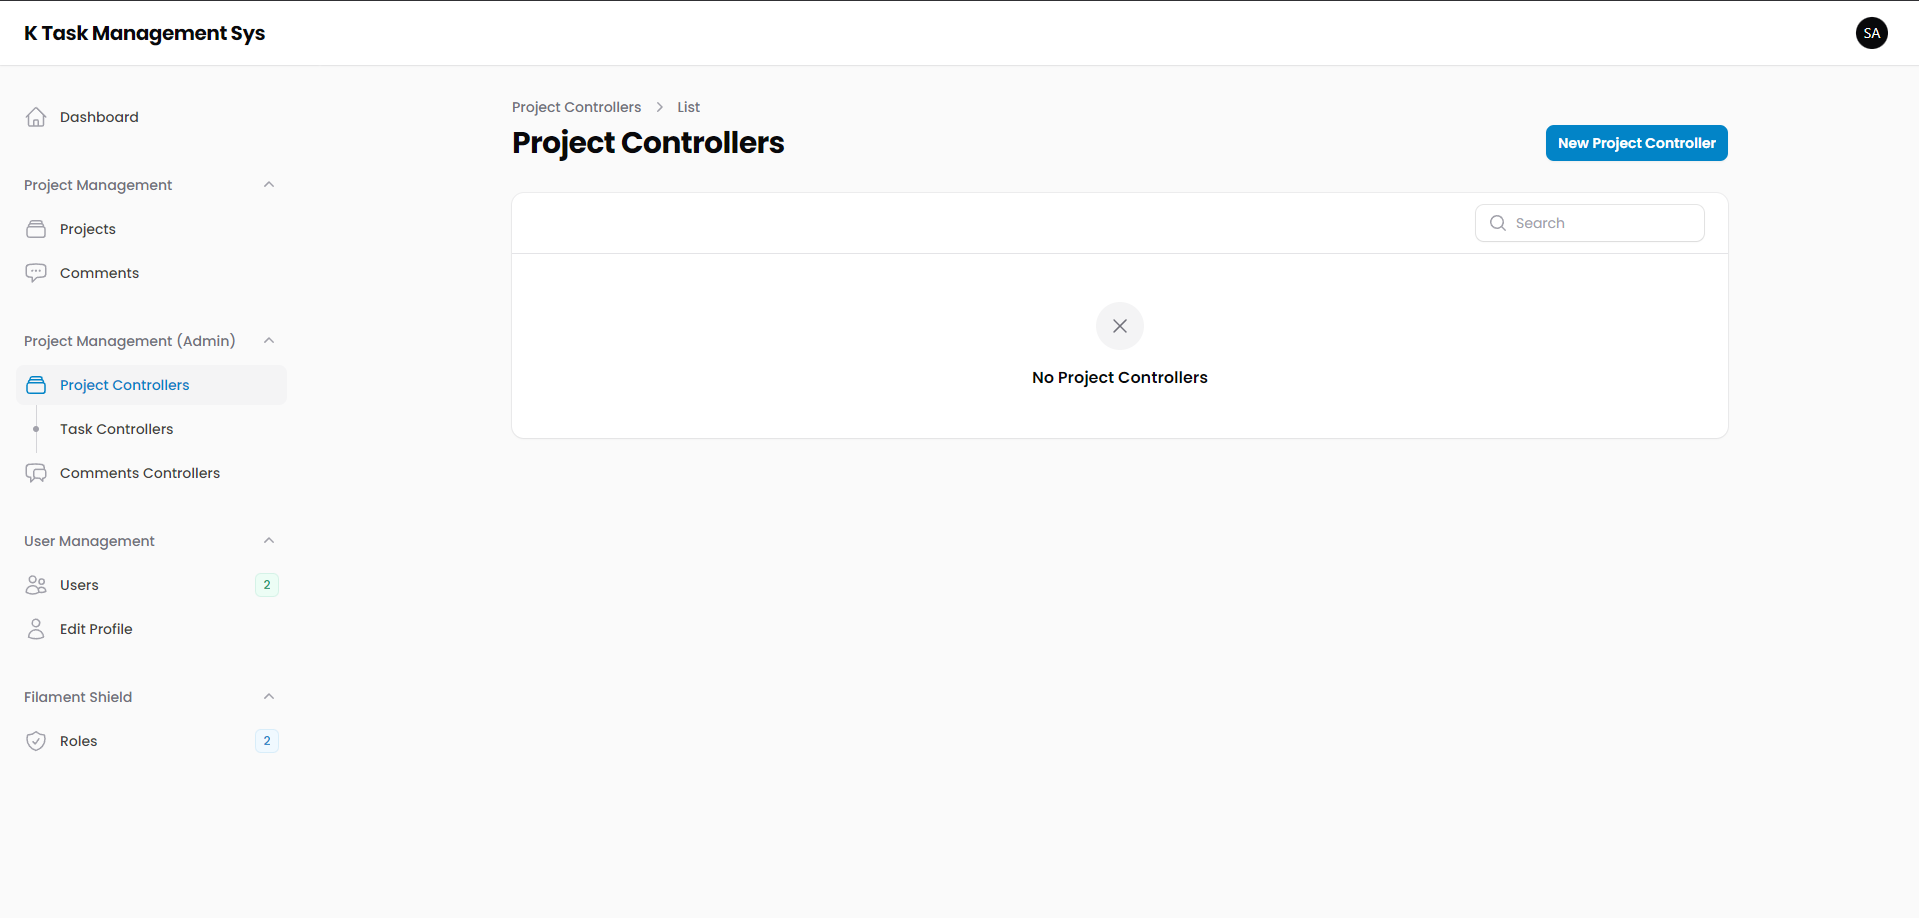 K Task Management Sys
SA
Dashboard
Project Management
Projects
Comments
Project Management (Admin)
Project Controllers
Task Controllers
Comments Controllers
User Management
Users 2
Edit Profile
Filament Shield
Roles 2
Project Controllers > List
Project Controllers
New Project Controller
Search
No Project Controllers